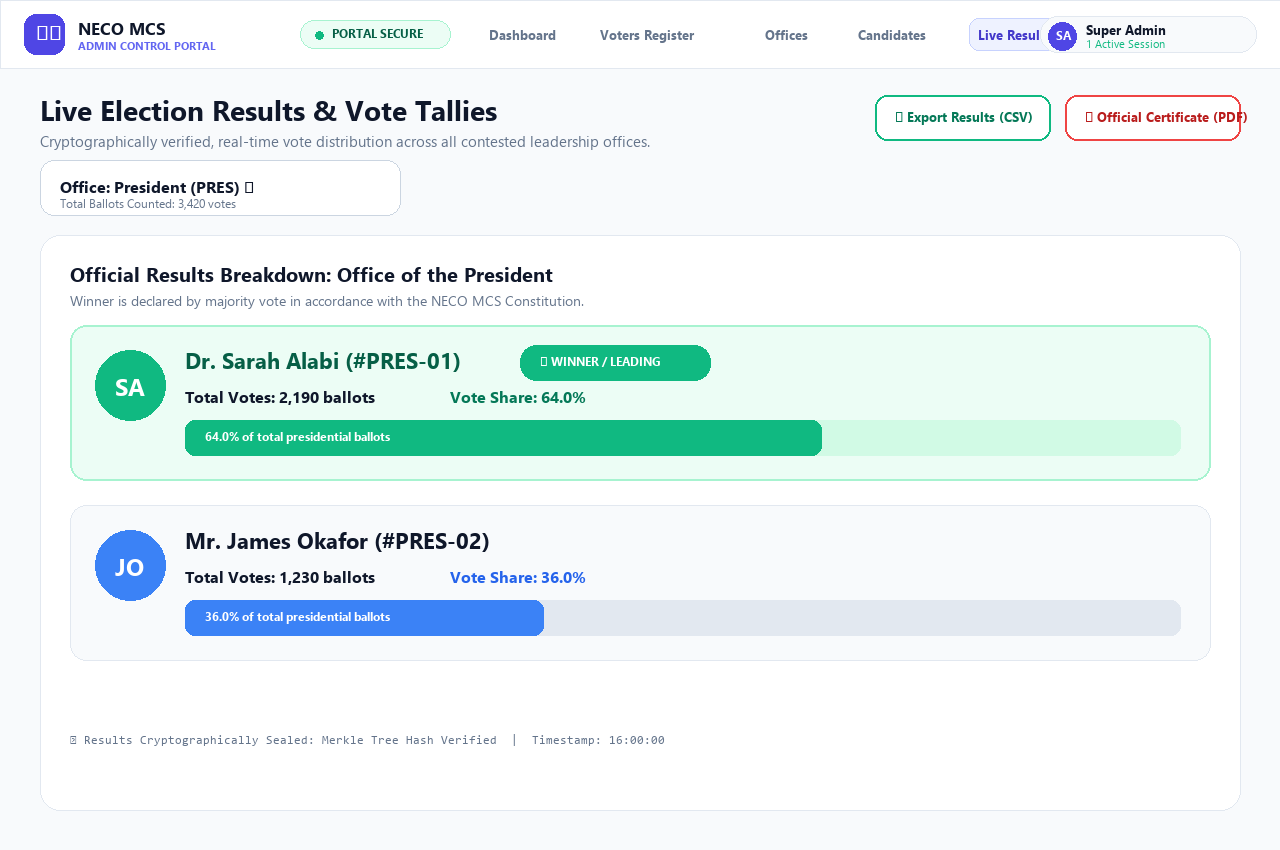 NECO MCS
ADMIN CONTROL PORTAL
PORTAL SECURE
Dashboard
Voters Register
Offices
Candidates
Live Resul
SA
Super Admin
1 Active Session
Live Election Results & Vote Tallies
Cryptographically verified, real-time vote distribution across all contested leadership offices.
Export Results (CSV)
Official Certificate (PDF)
Office: President (PRES)
Total Ballots Counted: 3,420 votes
Official Results Breakdown: Office of the President
Winner is declared by majority vote in accordance with the NECO MCS Constitution.
SA
Dr. Sarah Alabi (#PRES-01)
WINNER / LEADING
Total Votes: 2,190 ballots
Vote Share: 64.0%
64.0% of total presidential ballots
JO
Mr. James Okafor (#PRES-02)
Total Votes: 1,230 ballots
Vote Share: 36.0%
36.0% of total presidential ballots
Results Cryptographically Sealed: Merkle Tree Hash Verified | Timestamp: 16:00:00